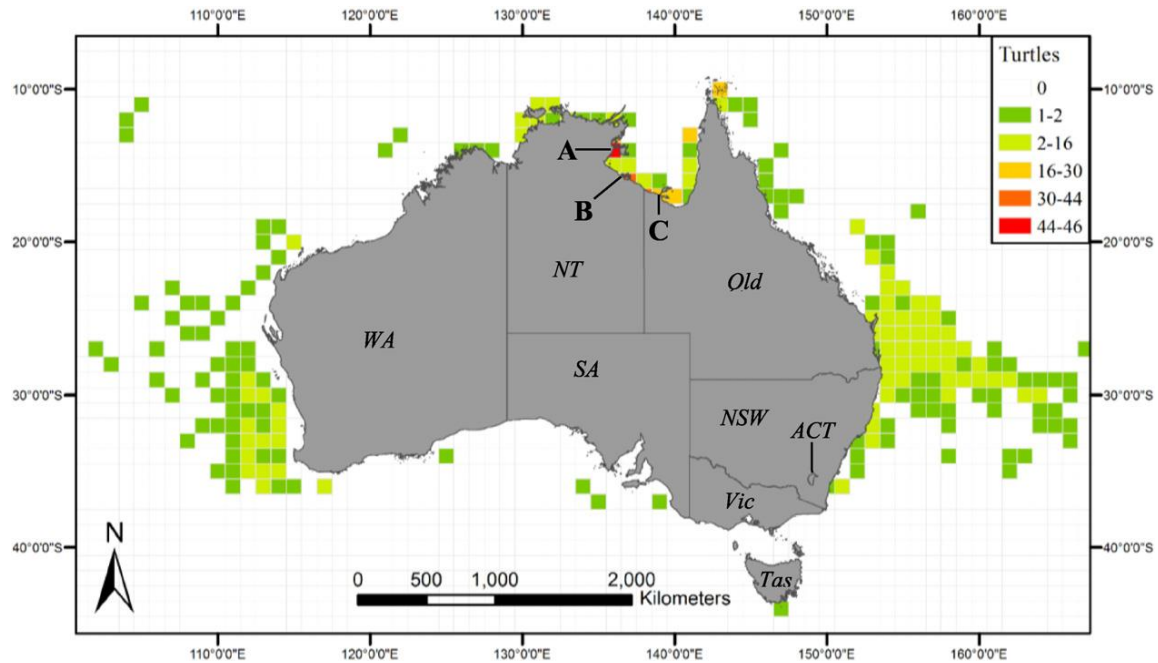 110°0'0"E 120°0'0"E 130°0'0"E 140°0'0"E 150°0'0"E 160°0'0"E
Turtles
0
1-2
2-16
16-30
30-44
44-46
10°0'0"S 10°0'0"S
A
B
C
20°0'0"S 20°0'0"S
NT
Qld
WA
SA
30°0'0"S 30°0'0"S
NSW
ACT
Vic
N
40°0'0"S 40°0'0"S
Tas
0 500 1,000 2,000
Kilometers
110°0'0"E 120°0'0"E 130°0'0"E 140°0'0"E 150°0'0"E 160°0'0"E